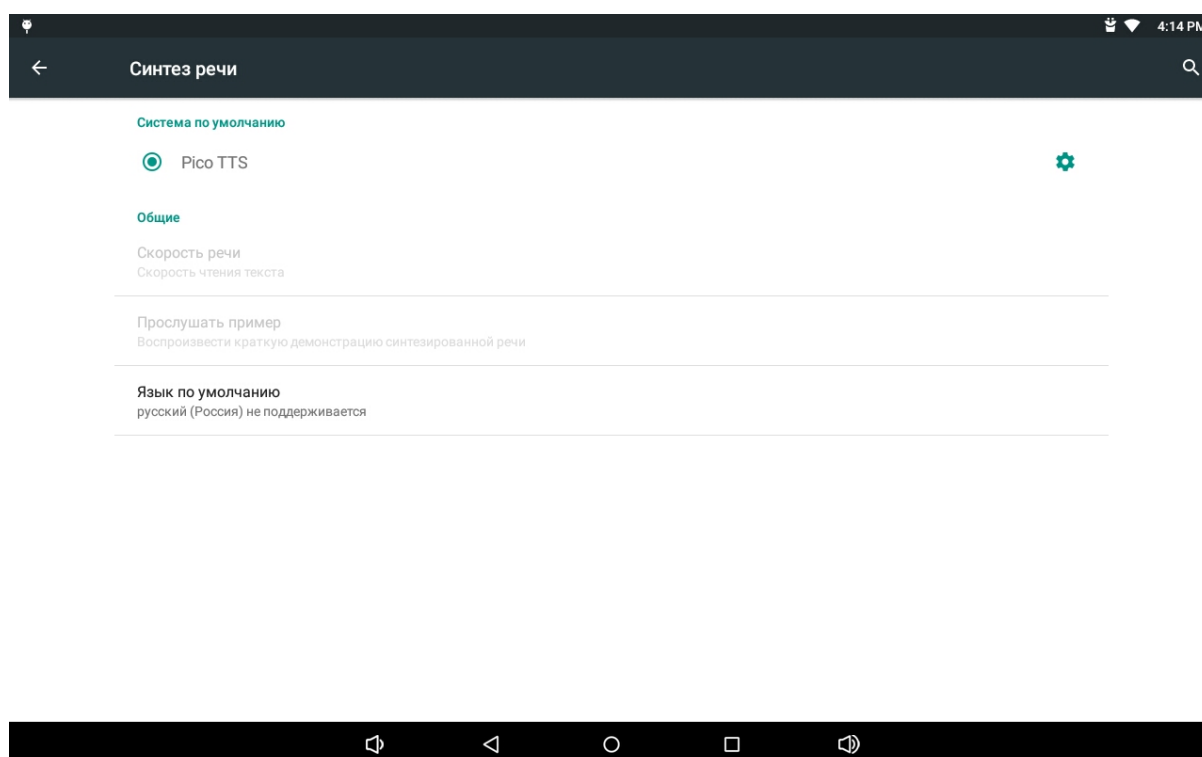 4:14 PM
Синтез речи
Система по умолчанию
Pico TTS
Общие
Скорость речи
Скорость чтения текста
Прослушать пример
Воспроизвести краткую демонстрацию синтезированной речи
Язык по умолчанию
русский (Россия) не поддерживается